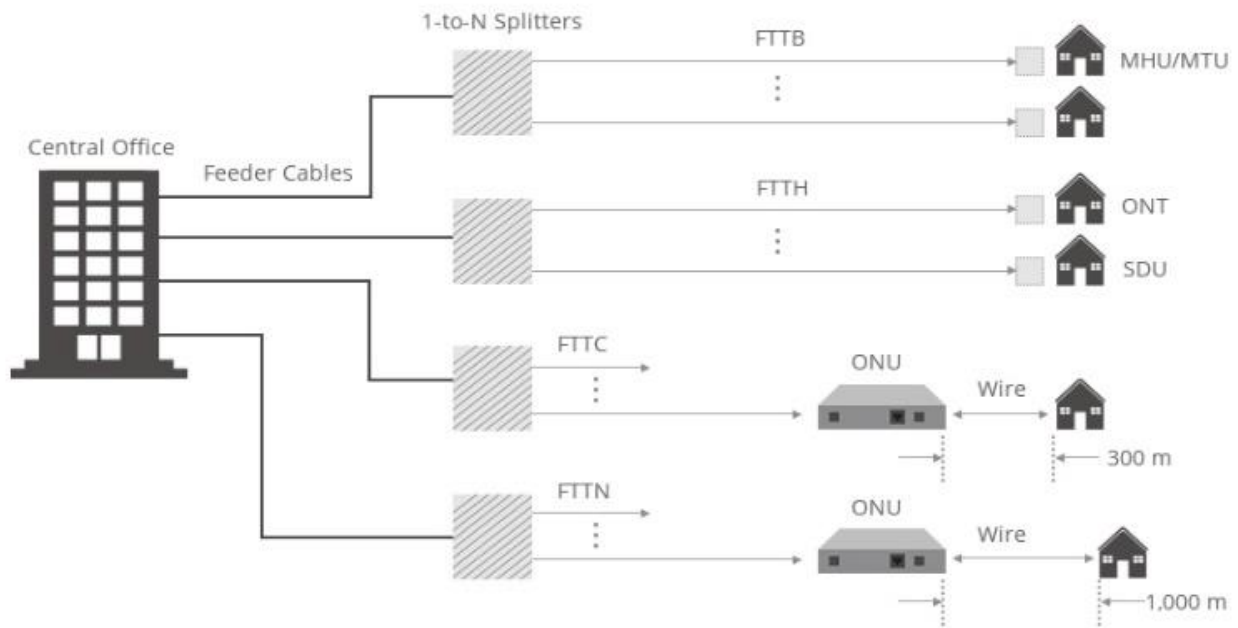 1-to-N Splitters
FTTB
MHU/MTU
Central Office
Feeder Cables
FTTH
ONT
SDU
FTTC
ONU
Wire
300 m
FTTN
ONU
Wire
1,000 m